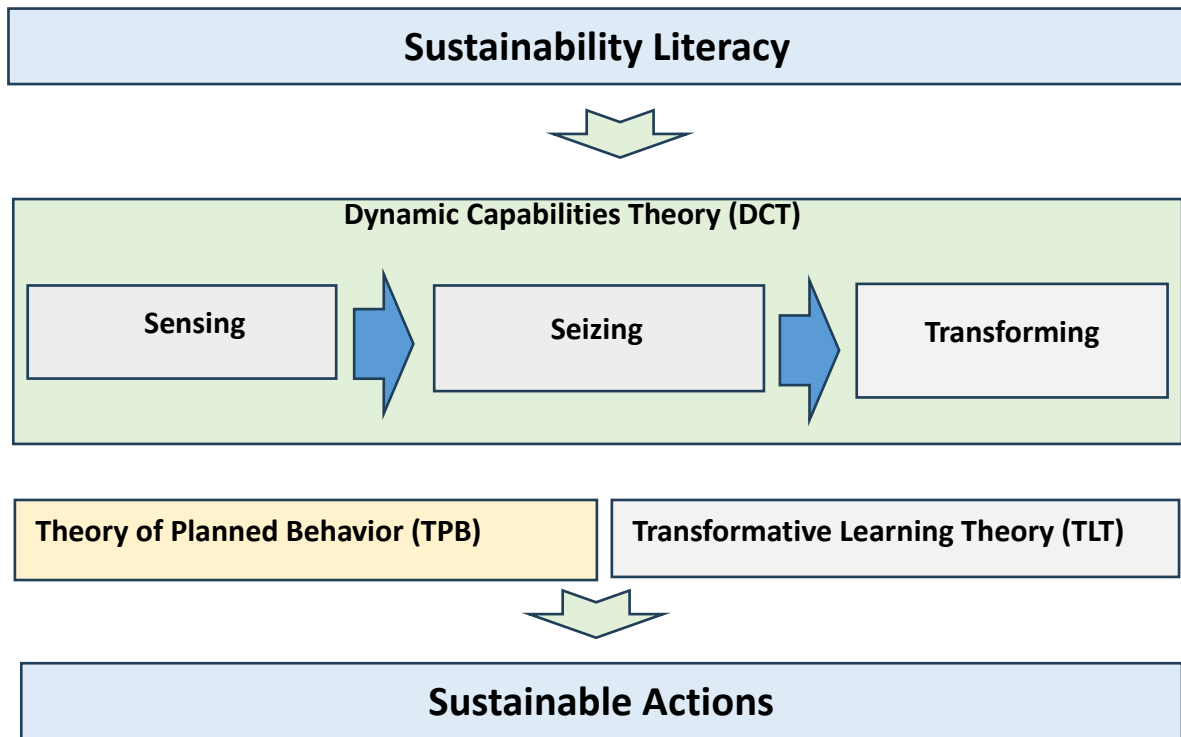 Sustainability Literacy
Dynamic Capabilities Theory (DCT)
Sensing
Seizing
Transforming
Theory of Planned Behavior (TPB)
Transformative Learning Theory (TLT)
Sustainable Actions